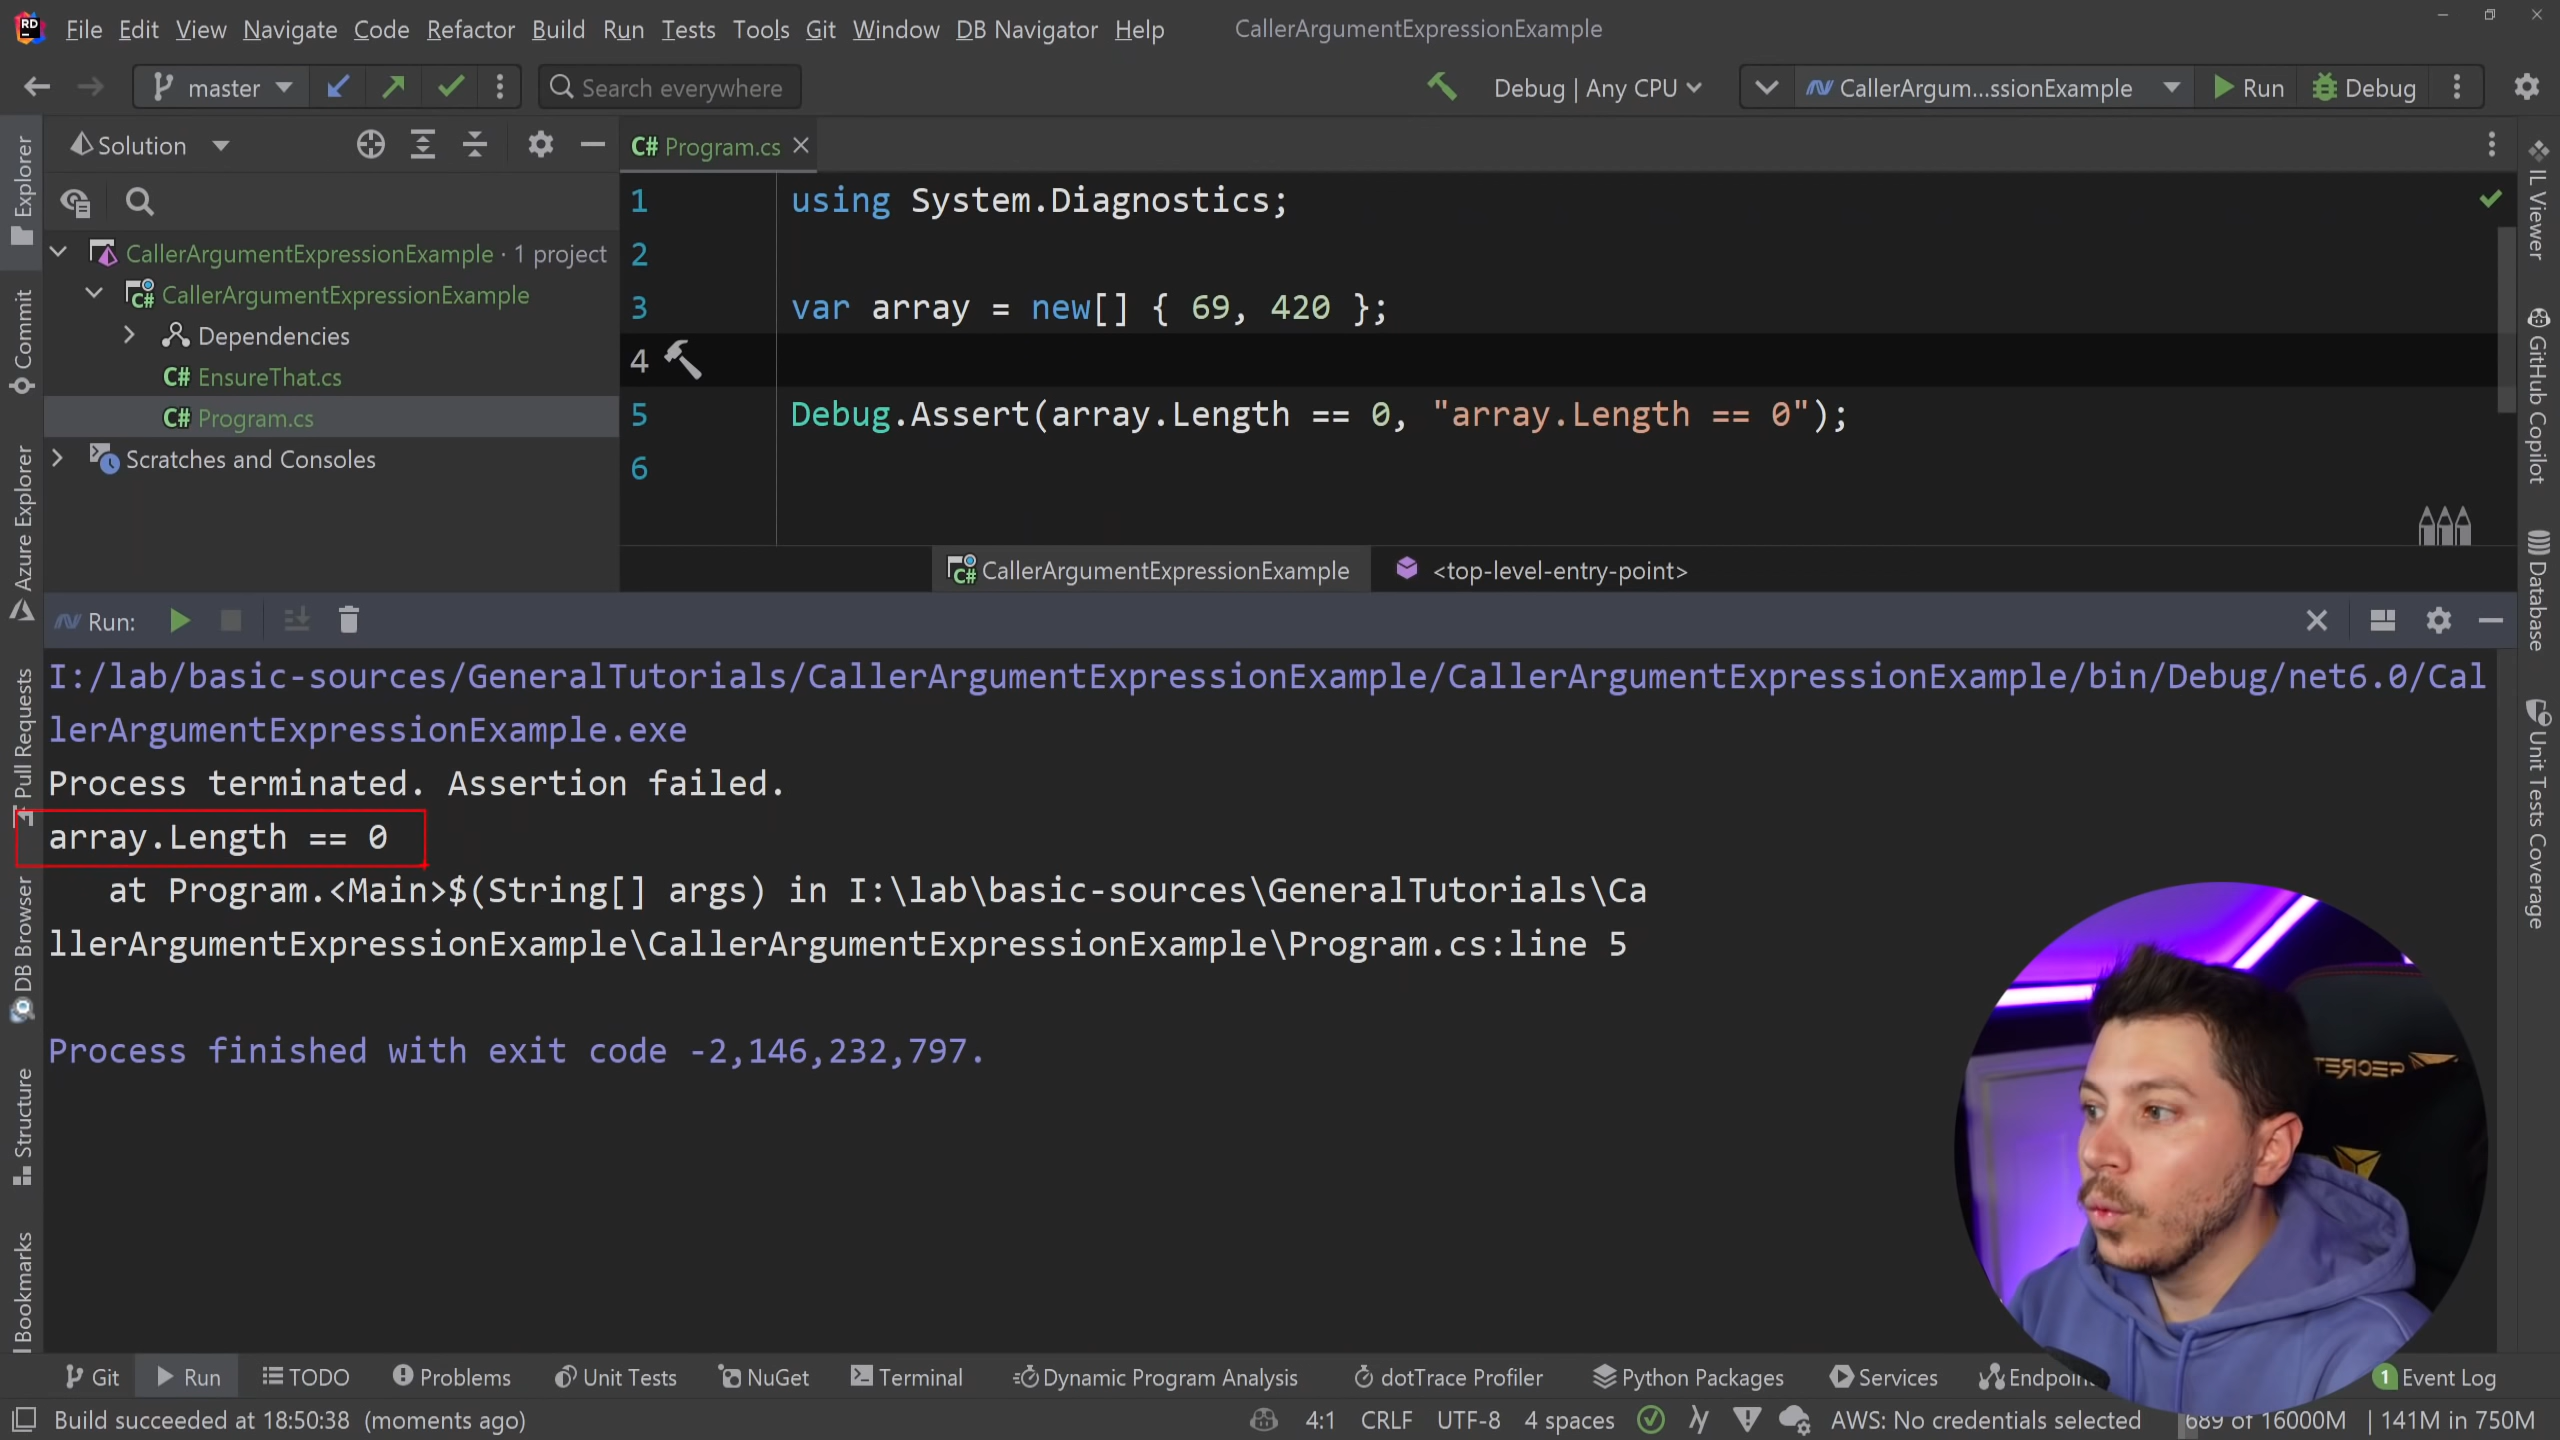 RD File Edit View Navigate Code Refactor Build Run Tests Tools Git Window DB Navigator Help CallerArgumentExpressionExample
master Search everywhere Debug | Any CPU CallerArgum...ssionExample Run Debug
Solution
C# Program.cs
CallerArgumentExpressionExample · 1 project
C# CallerArgumentExpressionExample
Dependencies
C# EnsureThat.cs
C# Program.cs
Scratches and Consoles
1 using System.Diagnostics;
2
3 var array = new[] { 69, 420 };
4
5 Debug.Assert(array.Length == 0, "array.Length == 0");
6
C# CallerArgumentExpressionExample <top-level-entry-point>
Run:
I:/lab/basic-sources/GeneralTutorials/CallerArgumentExpressionExample/CallerArgumentExpressionExample/bin/Debug/net6.0/Cal
lerArgumentExpressionExample.exe
Process terminated. Assertion failed.
array.Length == 0
at Program.<Main>$(String[] args) in I:\lab\basic-sources\GeneralTutorials\Ca
llerArgumentExpressionExample\CallerArgumentExpressionExample\Program.cs:line 5
Process finished with exit code -2,146,232,797.
Explorer
Commit
Azure Explorer
Pull Requests
DB Browser
Structure
Bookmarks
IL Viewer
GitHub Copilot
Database
Unit Tests Coverage
SECRET
Git Run TODO Problems Unit Tests NuGet Terminal Dynamic Program Analysis dotTrace Profiler Python Packages Services 1 Event Log
Build succeeded at 18:50:38 (moments ago) 4:1 CRLF UTF-8 4 spaces AWS: No credentials selected 689 of 16000M 141M in 750M